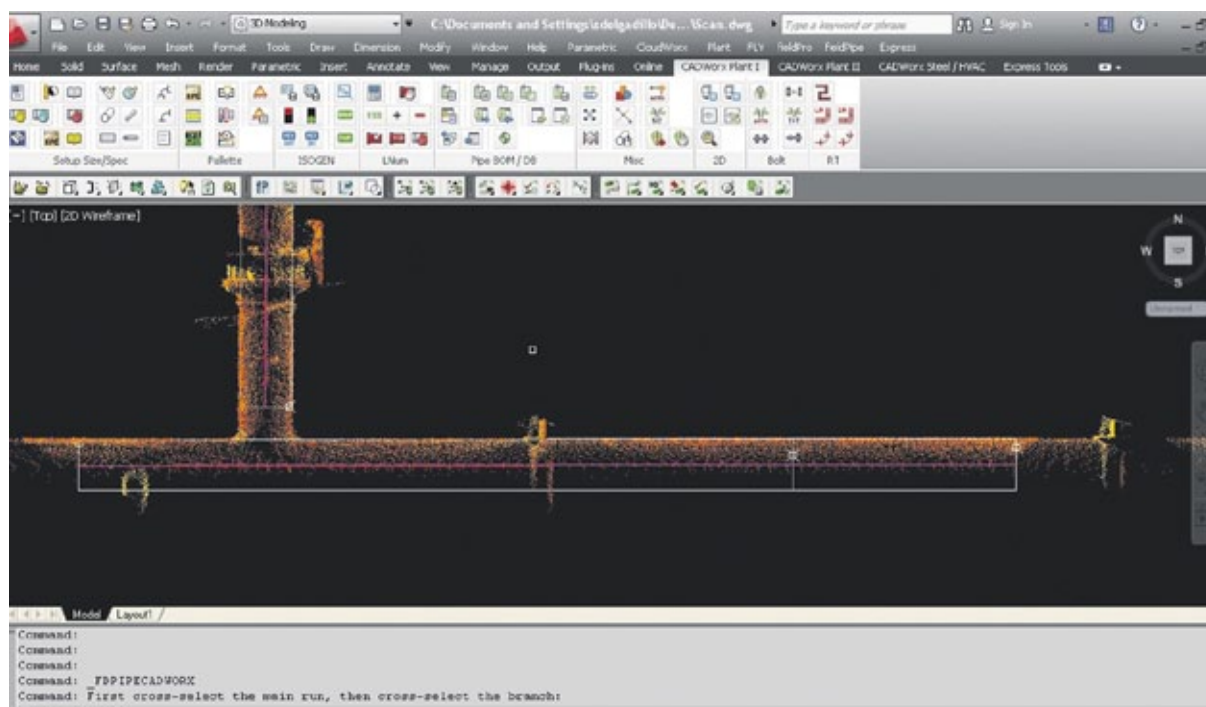 3D Modeling C:\Documents and Settings\cdelgadillo\De... \Scan.dwg Type a keyword or phrase Sign In
File Edit View Insert Format Tools Draw Dimension Modify Window Help Parametric CloudWorx Plant FLY FieldPro FieldPipe Express
Home Solid Surface Mesh Render Parametric Insert Annotate View Manage Output Plug-ins Online CADWorx Plant I CADWorx Plant II CADWorx Steel / HVAC Express Tools
Setup Size/Spec Pallette ISOGEN LNum Pipe BOM / DB Misc 2D Bolt R1
[−] [Top] [2D Wireframe]
N
W TOP
S
Unnamed
Model Layout1
Command:
Command:
Command:
Command: _FDPIPECADWORX
Command: First cross-select the main run, then cross-select the branch: